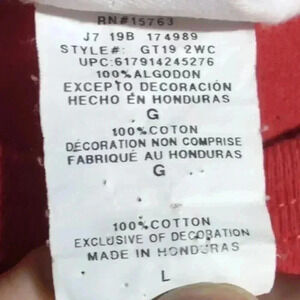 RN#15763
J7 19B 174989
STYLE#: GT19 2WC
UPC:617914245276
100%ALGODON
EXCEPTO DECORACIÓN
HECHO EN HONDURAS
G
100%COTON
DÉCORATION NON COMPRISE
FABRIQUÉ AU HONDURAS
G
100%COTTON
EXCLUSIVE OF DECORATION
MADE IN HONDURAS
L